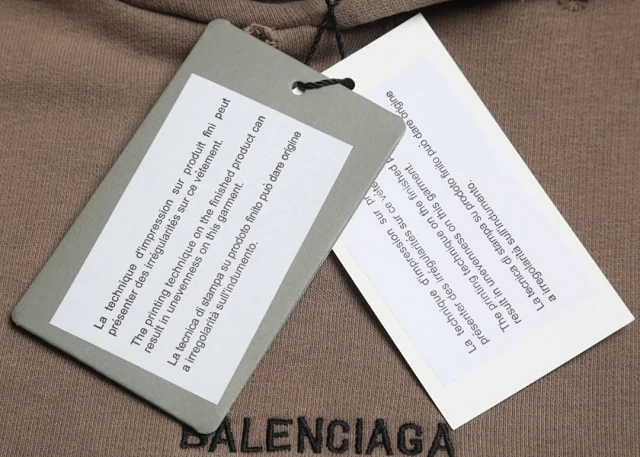 La technique d'impression sur produit fini peut
présenter des irrégularités sur ce vêtement.
The printing technique on the finished product can
result in unevenness on this garment.
La tecnica di stampa su prodotto finito può dare origine
a irregolarità sull'indumento.
La technique d'impression sur
présenter des irrégularités sur ce
The printing technique on the finished
result in unevenness on this garment.
La tecnica di stampa su prodotto finito può dare origine
a irregolarità sull'indumento.
BALENCIAGA